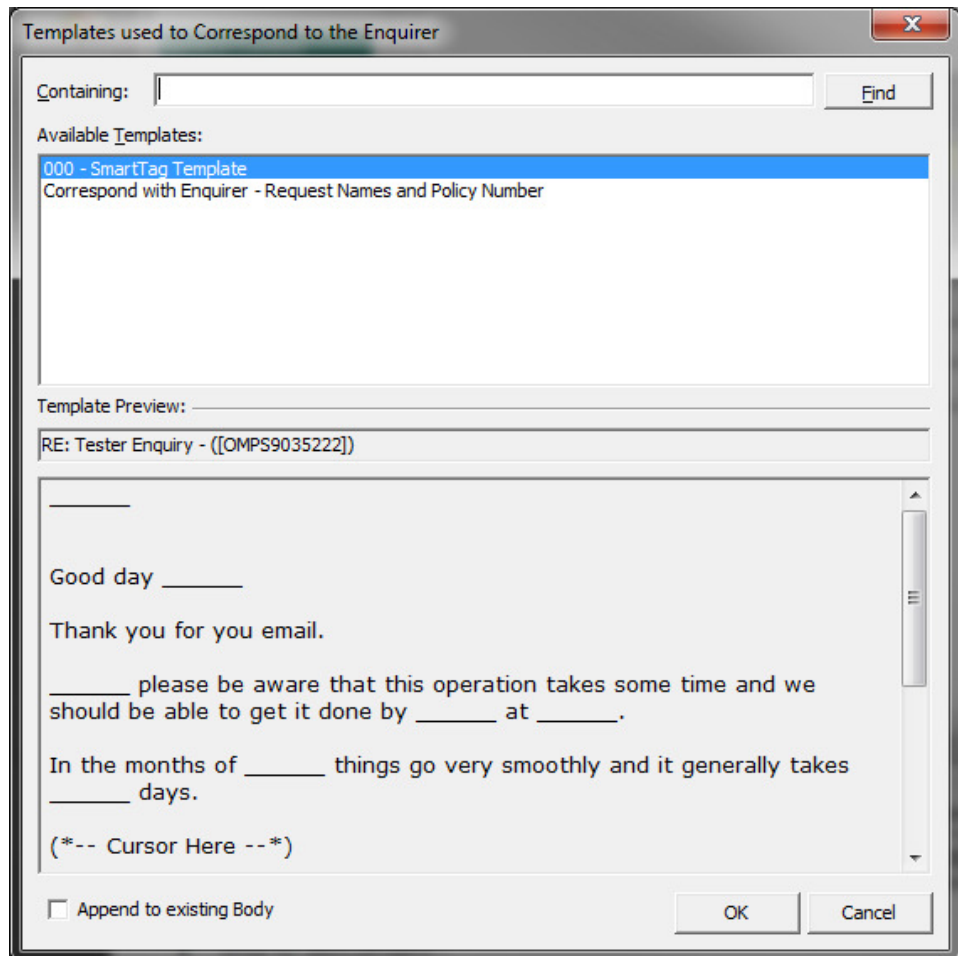 Templates used to Correspond to the Enquirer
Containing:
Find
Available Templates:
000 - SmartTag Template
Correspond with Enquirer - Request Names and Policy Number
Template Preview:
RE: Tester Enquiry - ([OMPS9035222])
______
Good day ______
Thank you for you email.
______ please be aware that this operation takes some time and we
should be able to get it done by ______ at ______.
In the months of ______ things go very smoothly and it generally takes
______ days.
(*-- Cursor Here --*)
Append to existing Body
OK
Cancel